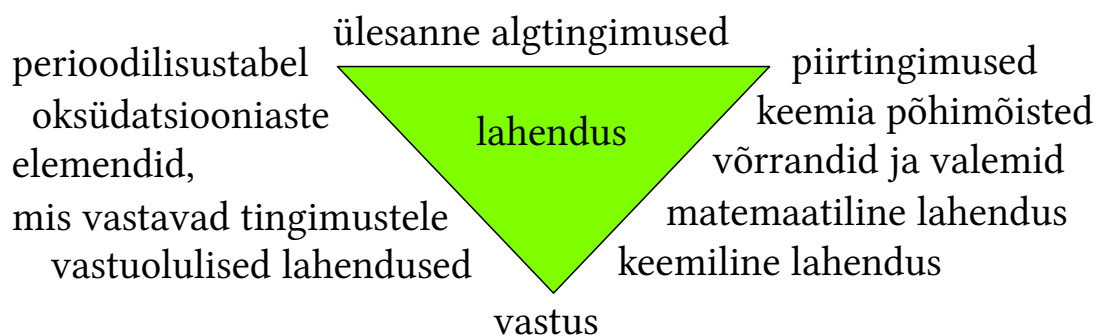 ülesanne algtingimused
perioodilisustabel
oksüdatsiooniaste
elemendid,
mis vastavad tingimustele
vastuolulised lahendused
lahendus
piirtingimused
keemia põhimõisted
võrrandid ja valemid
matemaatiline lahendus
keemiline lahendus
vastus